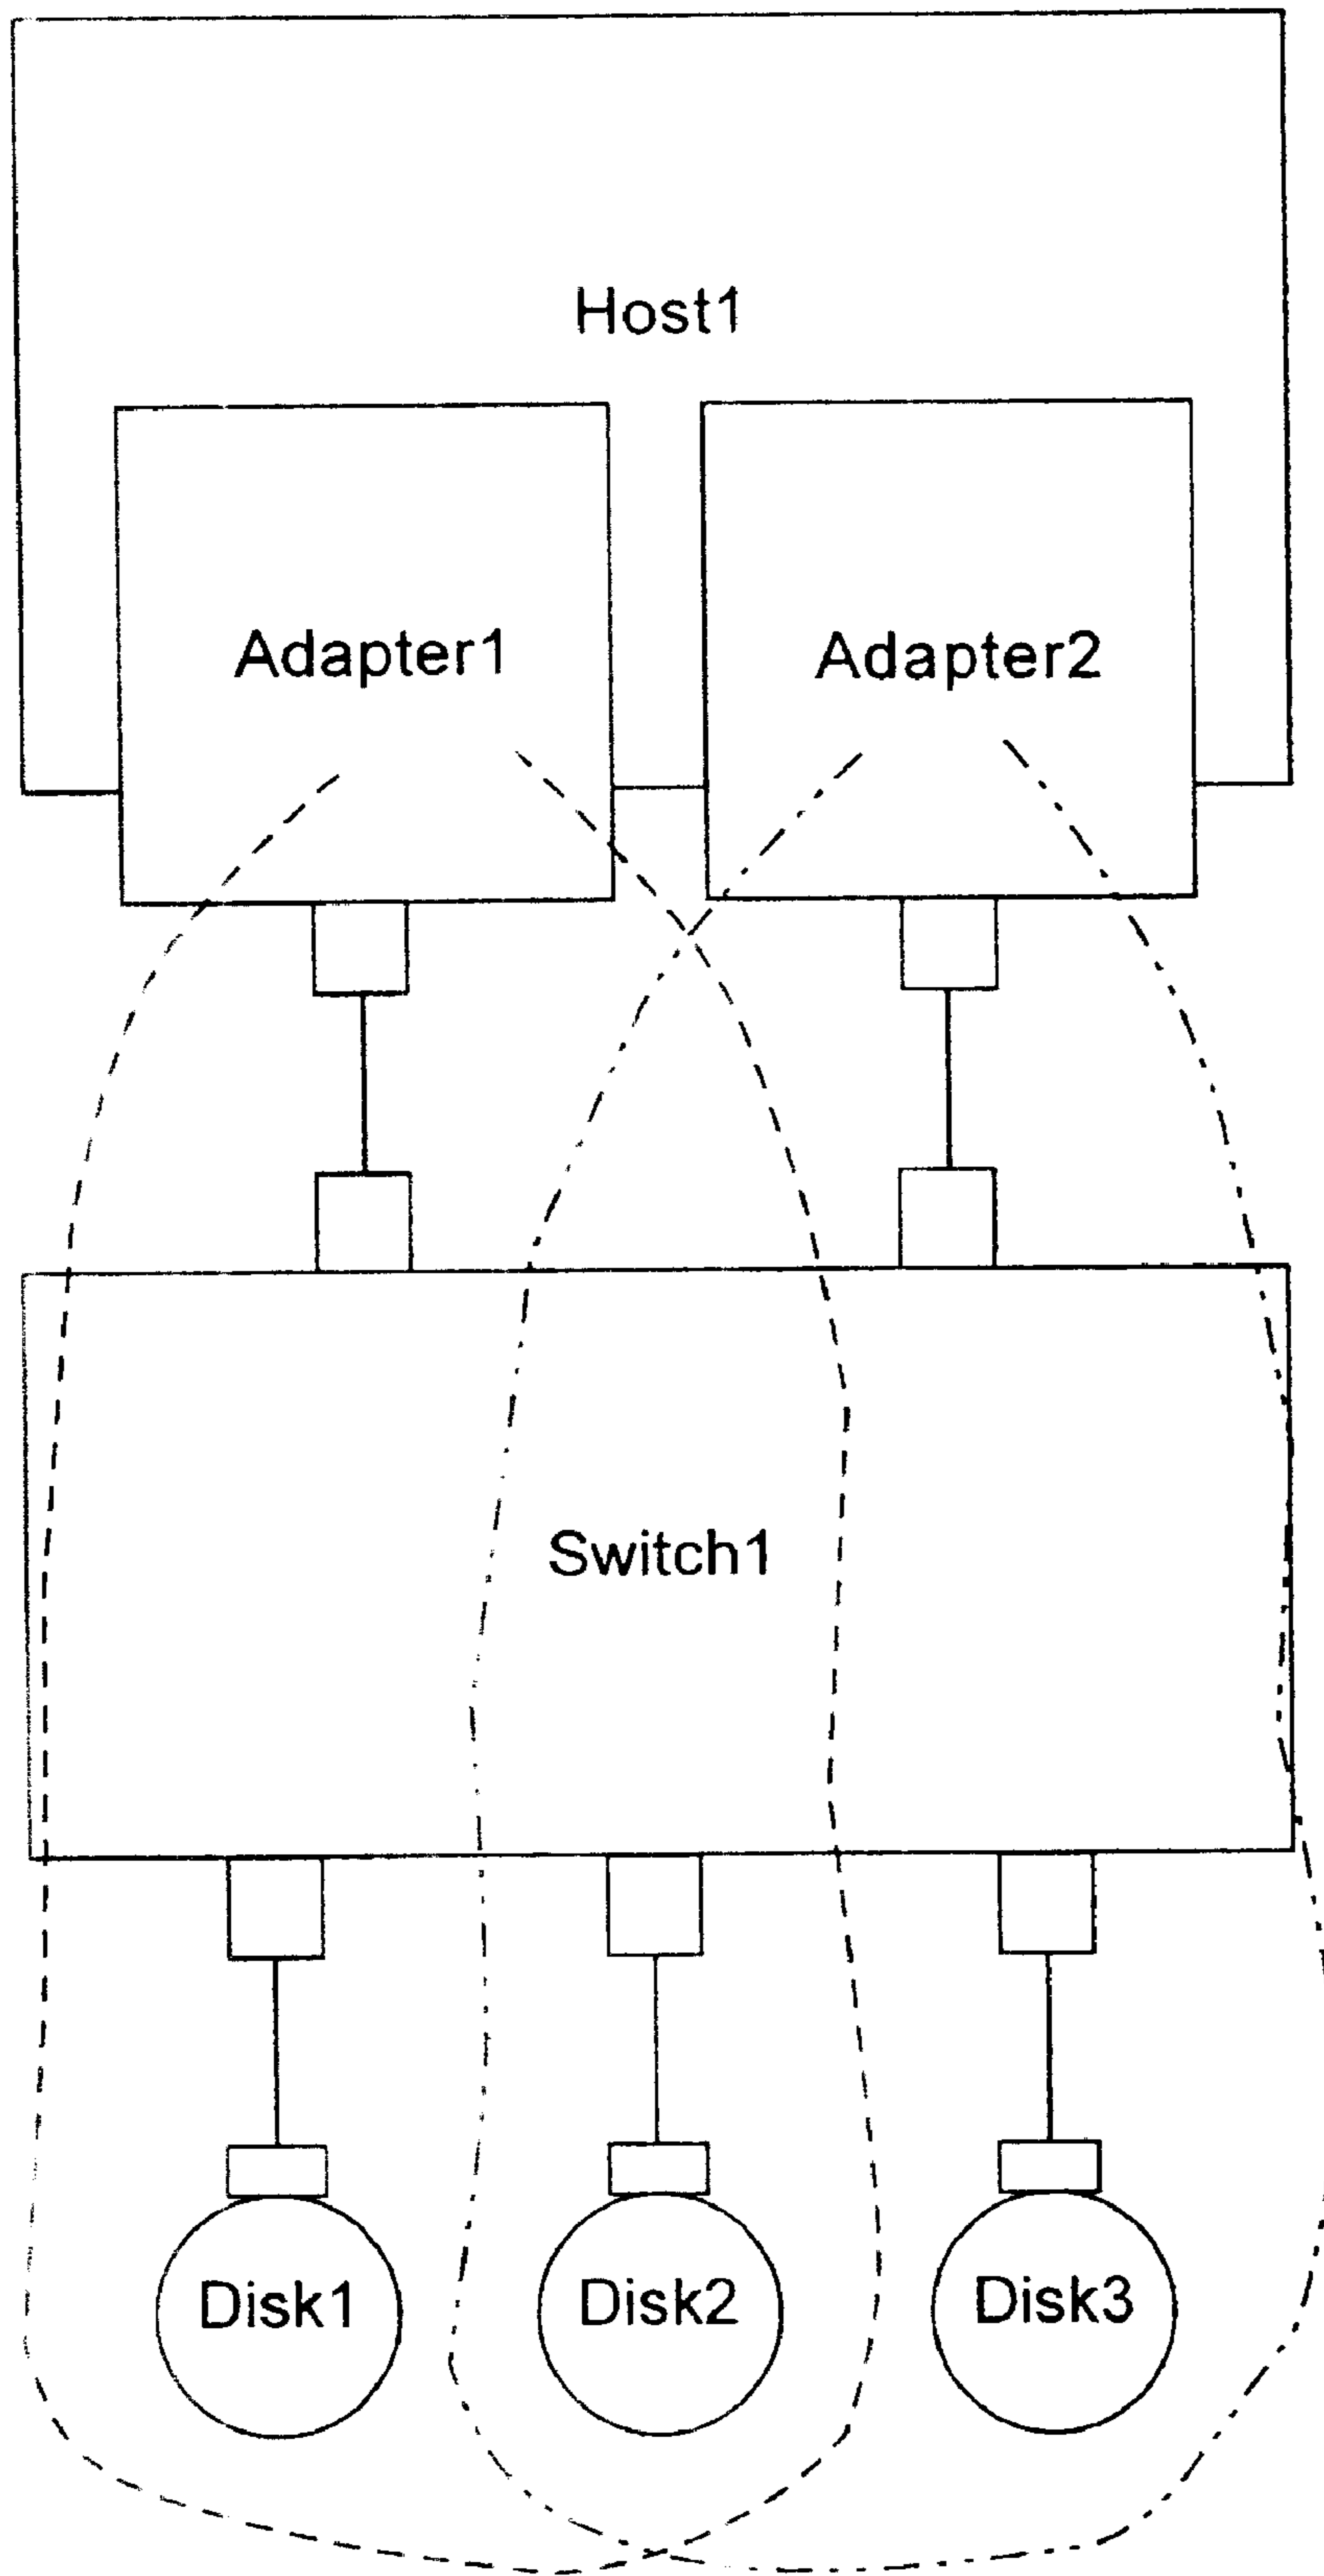 Host1
Adapter1
Adapter2
Switch1
Disk1
Disk2
Disk3